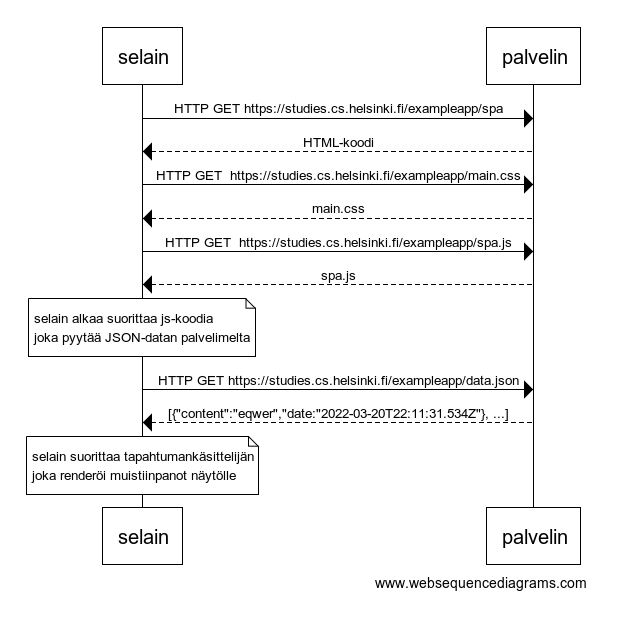 selain
palvelin
HTTP GET https://studies.cs.helsinki.fi/exampleapp/spa
HTML-koodi
HTTP GET  https://studies.cs.helsinki.fi/exampleapp/main.css
main.css
HTTP GET  https://studies.cs.helsinki.fi/exampleapp/spa.js
spa.js
selain alkaa suorittaa js-koodia
joka pyytää JSON-datan palvelimelta
HTTP GET https://studies.cs.helsinki.fi/exampleapp/data.json
[{"content":"eqwer","date:"2022-03-20T22:11:31.534Z"}, ...]
selain suorittaa tapahtumankäsittelijän
joka renderöi muistiinpanot näytölle
selain
palvelin
www.websequencediagrams.com